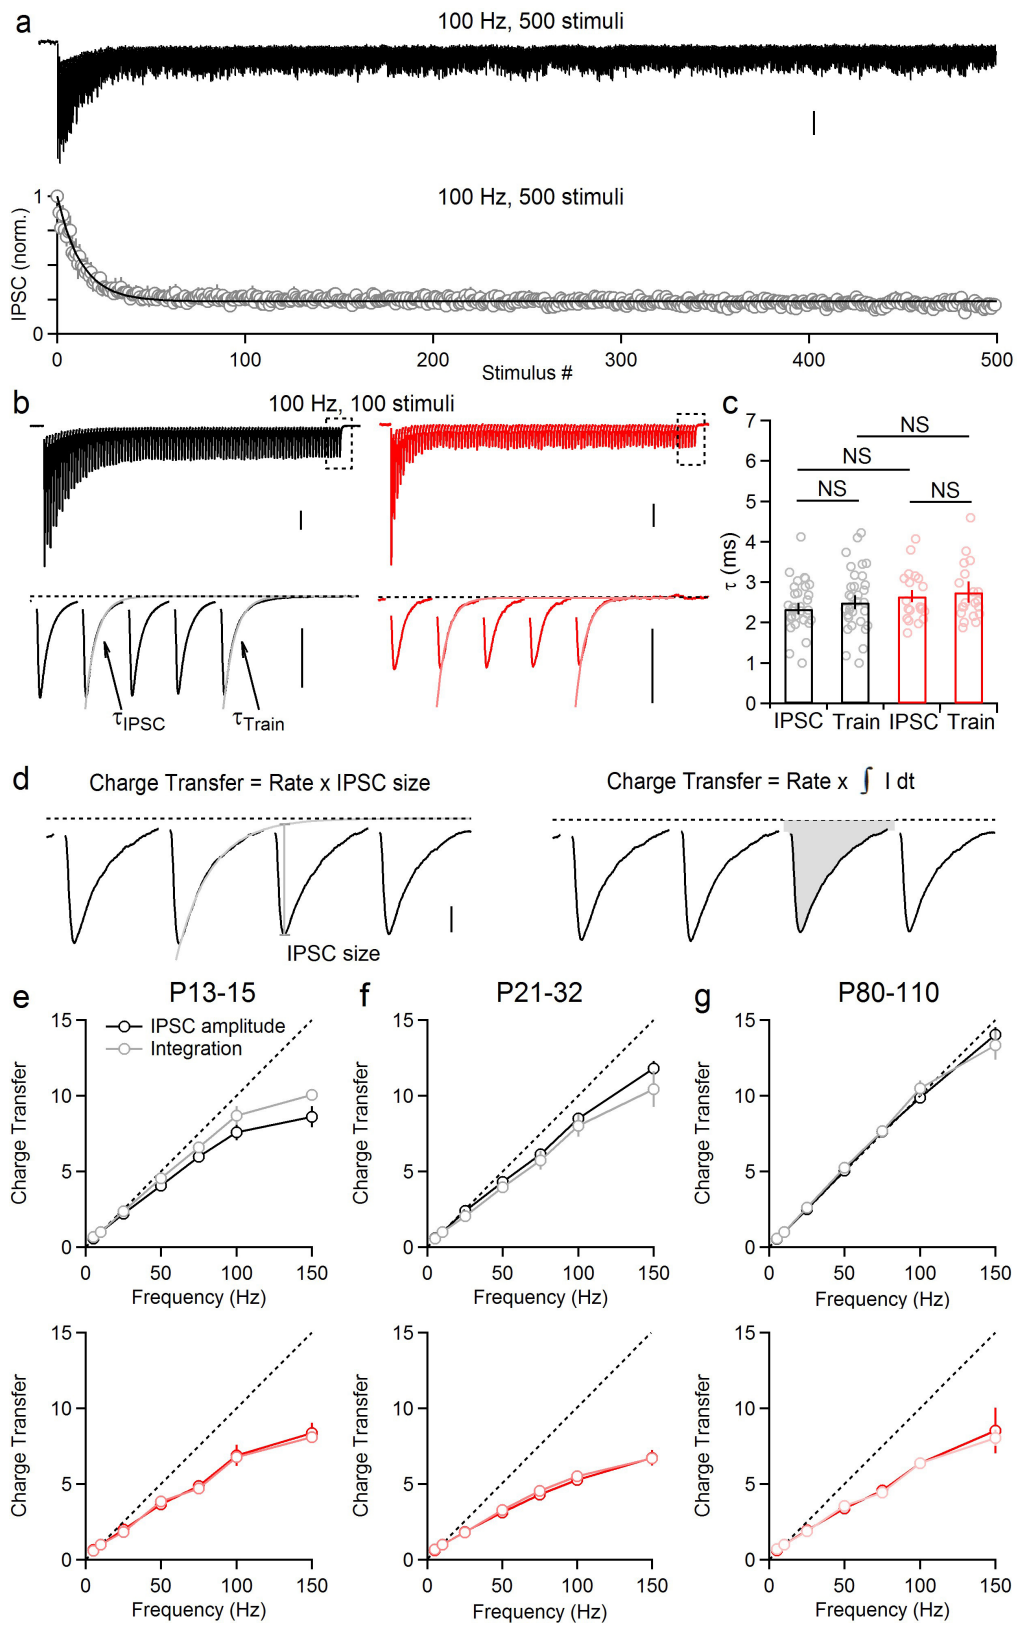 a
100 Hz, 500 stimuli
100 Hz, 500 stimuli
IPSC (norm.)
1
0
0 100 200 300 400 500
Stimulus #
b
100 Hz, 100 stimuli
τIPSC
τTrain
c
τ (ms)
7
6
5
4
3
2
1
0
NS
NS
NS
NS
IPSC Train IPSC Train
d
Charge Transfer = Rate x IPSC size
IPSC size
Charge Transfer = Rate x ∫ I dt
e
P13-15
IPSC amplitude
Integration
Charge Transfer
15
10
5
0
0 50 100 150
Frequency (Hz)
f
P21-32
Charge Transfer
15
10
5
0
0 50 100 150
Frequency (Hz)
g
P80-110
Charge Transfer
15
10
5
0
0 50 100 150
Frequency (Hz)
Charge Transfer
15
10
5
0
0 50 100 150
Frequency (Hz)
Charge Transfer
15
10
5
0
0 50 100 150
Frequency (Hz)
Charge Transfer
15
10
5
0
0 50 100 150
Frequency (Hz)